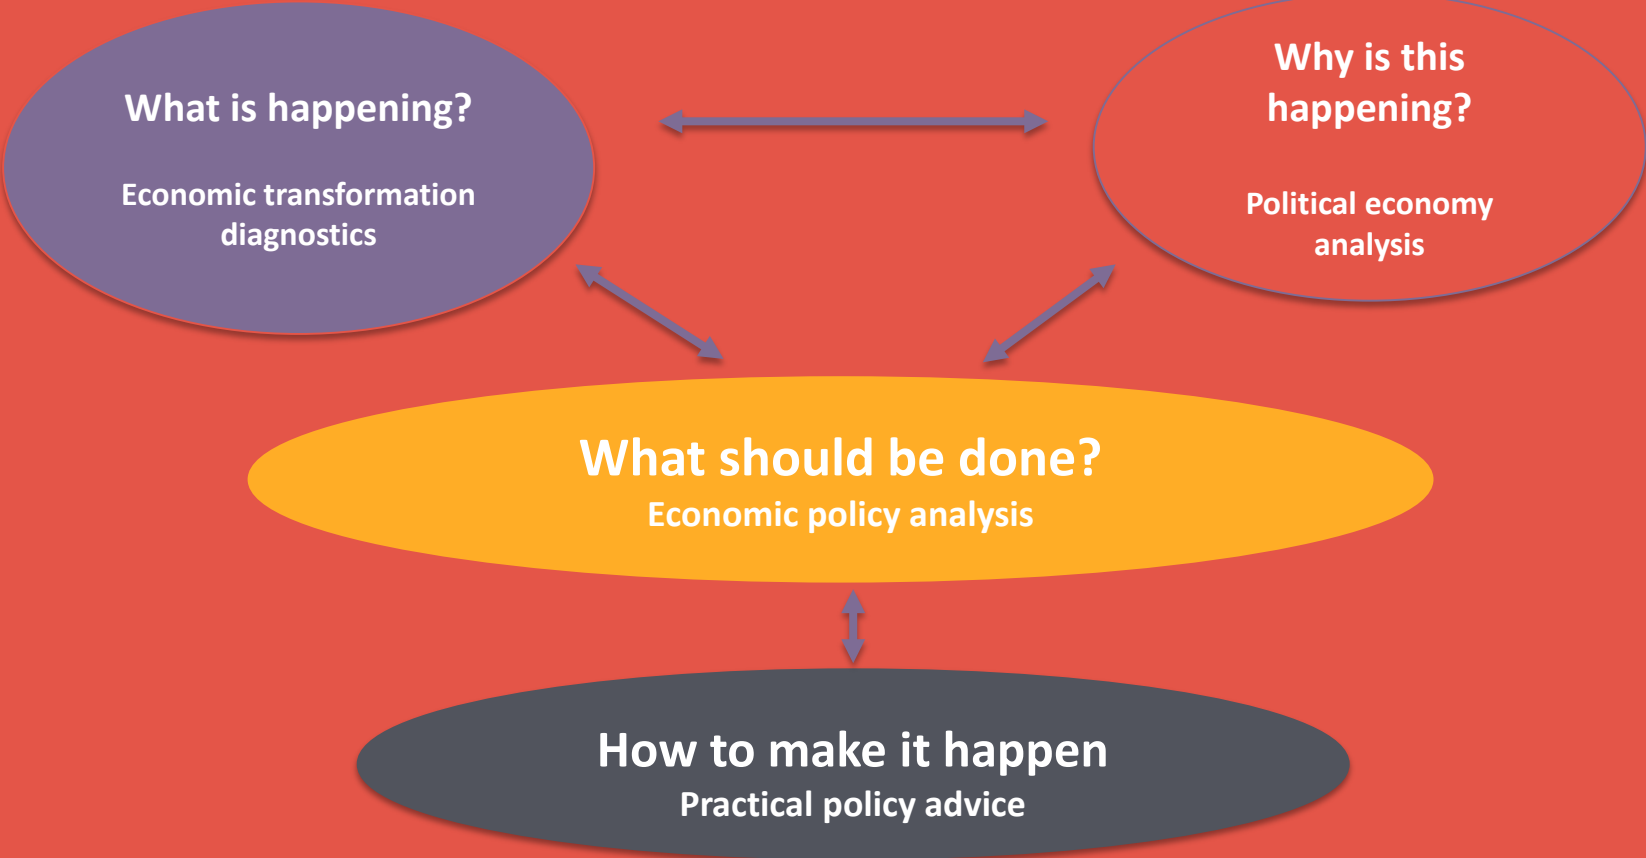 What is happening?
Economic transformation
diagnostics
Why is this
happening?
Political economy
analysis
What should be done?
Economic policy analysis
How to make it happen
Practical policy advice